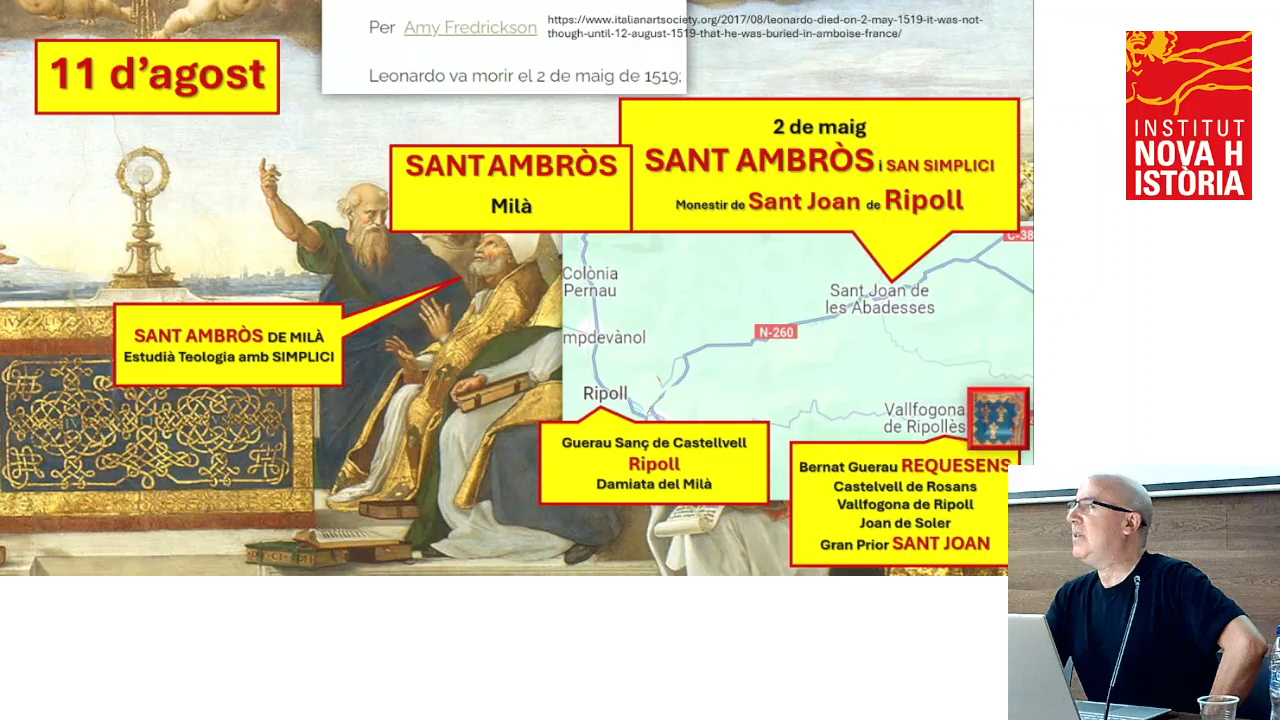 Per Amy Fredrickson
https://www.italianartsociety.org/2017/08/leonardo-died-on-2-may-1519-it-was-not-
though-until-12-august-1519-that-he-was-buried-in-amboise-france/
Leonardo va morir el 2 de maig de 1519;
11 d’agost
INSTITUT
NOVA H
ISTÒRIA
SANT AMBRÒS
Milà
2 de maig
SANT AMBRÒS i SAN SIMPLICI
Monestir de Sant Joan de Ripoll
C-38
Colònia
Pernau
Sant Joan de
les Abadesses
N-260
mpdevànol
SANT AMBRÒS DE MILÀ
Estudià Teologia amb SIMPLICI
Ripoll
Vallfogona
de Ripollès
Guerau Sanç de Castellvell
Ripoll
Damiata del Milà
Bernat Guerau REQUESENS
Castelvell de Rosans
Vallfogona de Ripoll
Joan de Soler
Gran Prior SANT JOAN